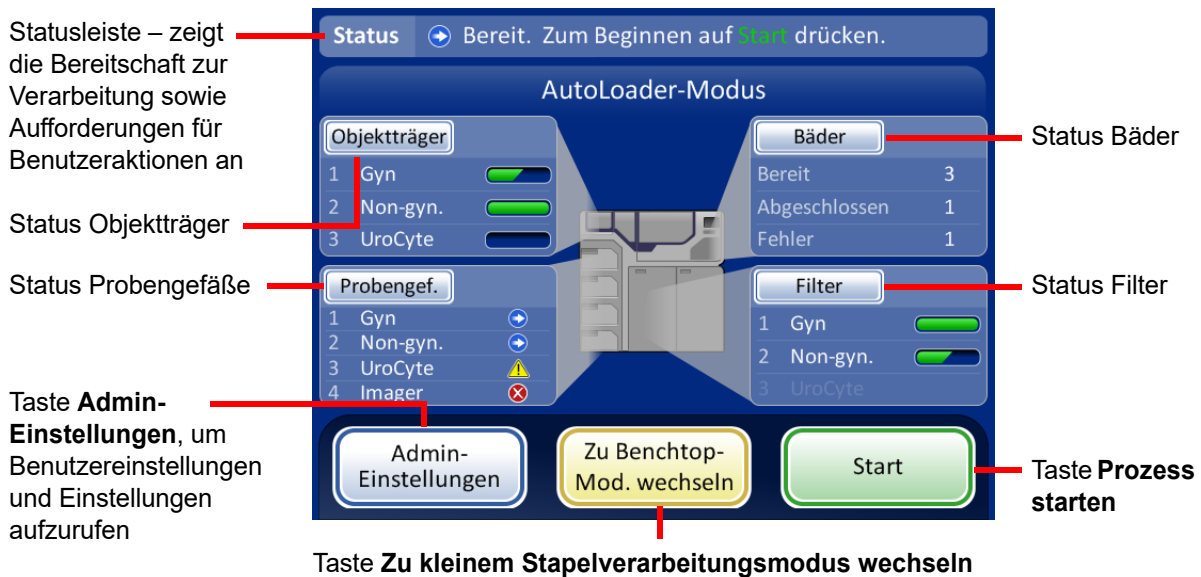 Statusleiste – zeigt
die Bereitschaft zur
Verarbeitung sowie
Aufforderungen für
Benutzeraktionen an
Status Objektträger
Status Probengefäße
Taste Admin-
Einstellungen, um
Benutzereinstellungen
und Einstellungen
aufzurufen
Status Bereit. Zum Beginnen auf Start drücken.
AutoLoader-Modus
Objektträger
1 Gyn
2 Non-gyn.
3 UroCyte
Bäder
Bereit 3
Abgeschlossen 1
Fehler 1
Probengef.
1 Gyn
2 Non-gyn.
3 UroCyte
4 Imager
Filter
1 Gyn
2 Non-gyn.
3 UroCyte
Admin-
Einstellungen
Zu Benchtop-
Mod. wechseln
Start
Status Bäder
Status Filter
Taste Prozess
starten
Taste Zu kleinem Stapelverarbeitungsmodus wechseln